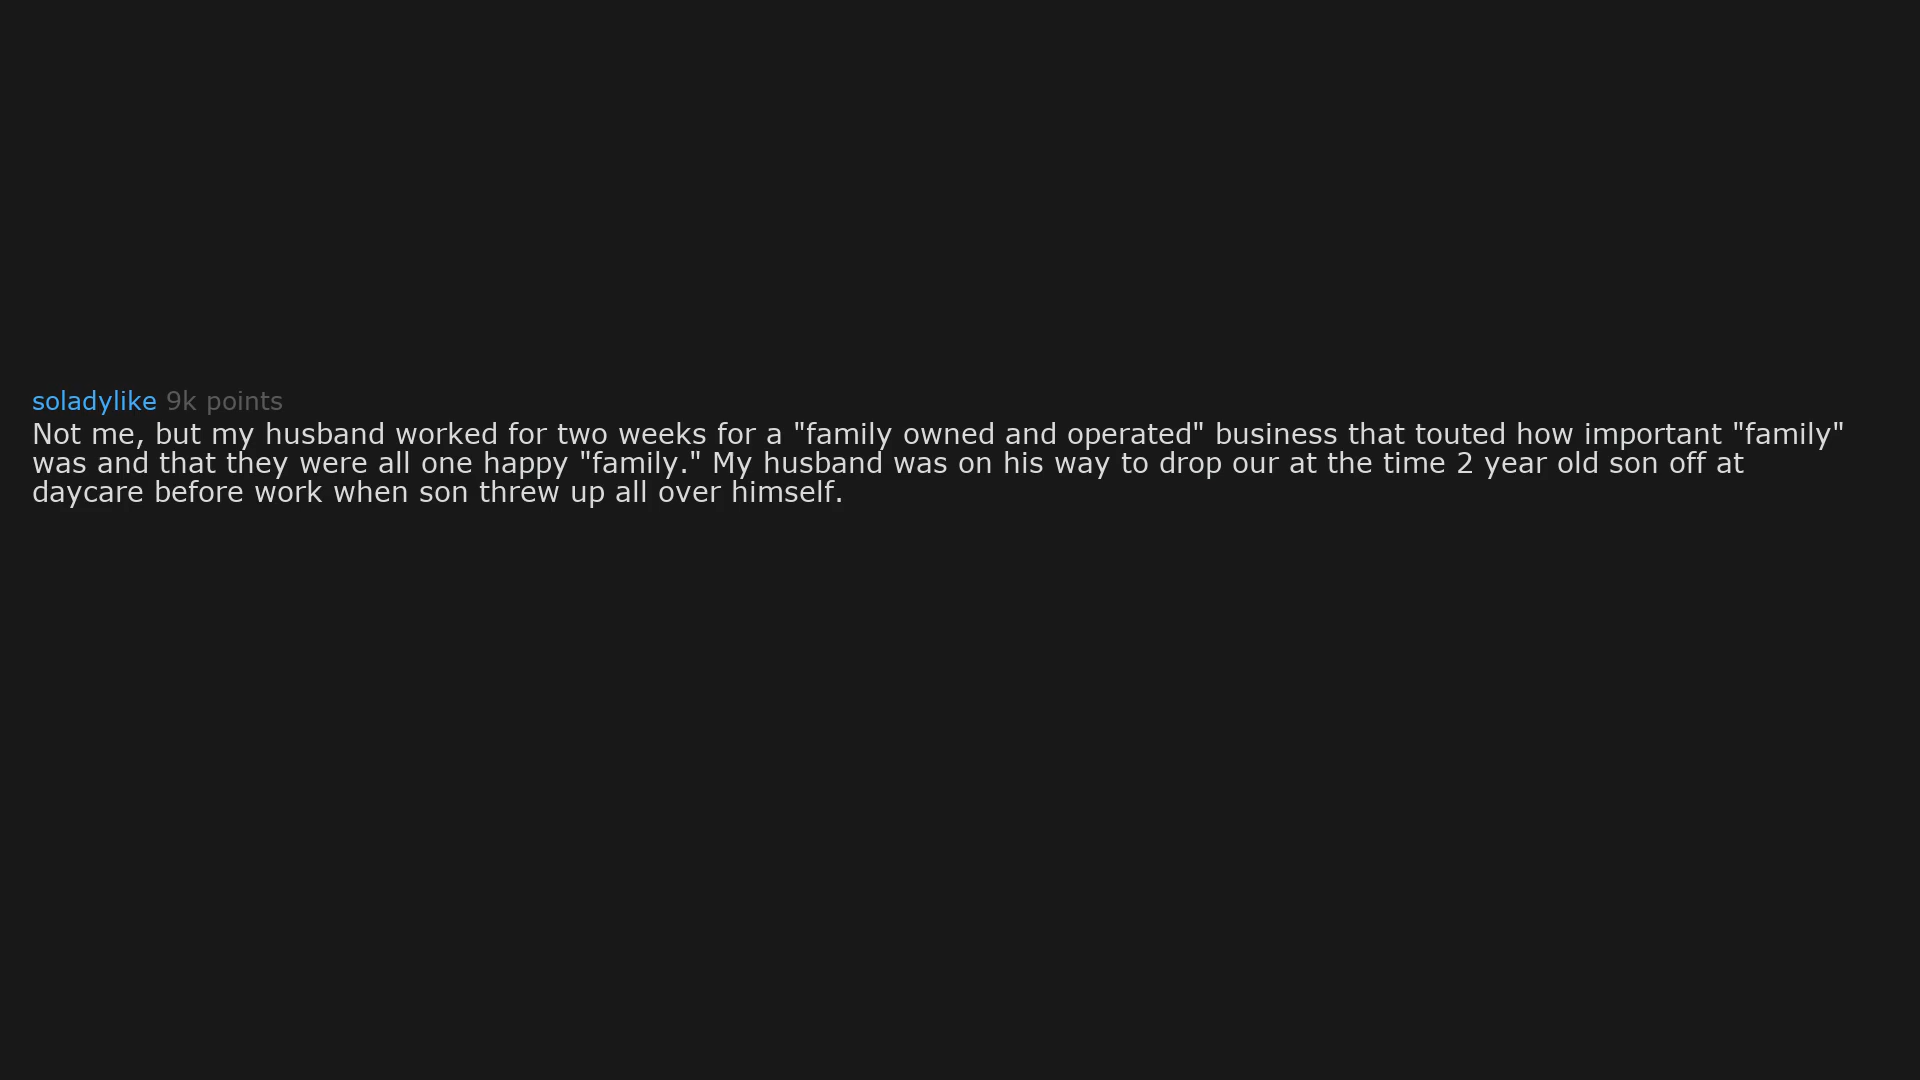 soladylike 9k points
Not me, but my husband worked for two weeks for a "family owned and operated" business that touted how important "family"
was and that they were all one happy "family." My husband was on his way to drop our at the time 2 year old son off at
daycare before work when son threw up all over himself.